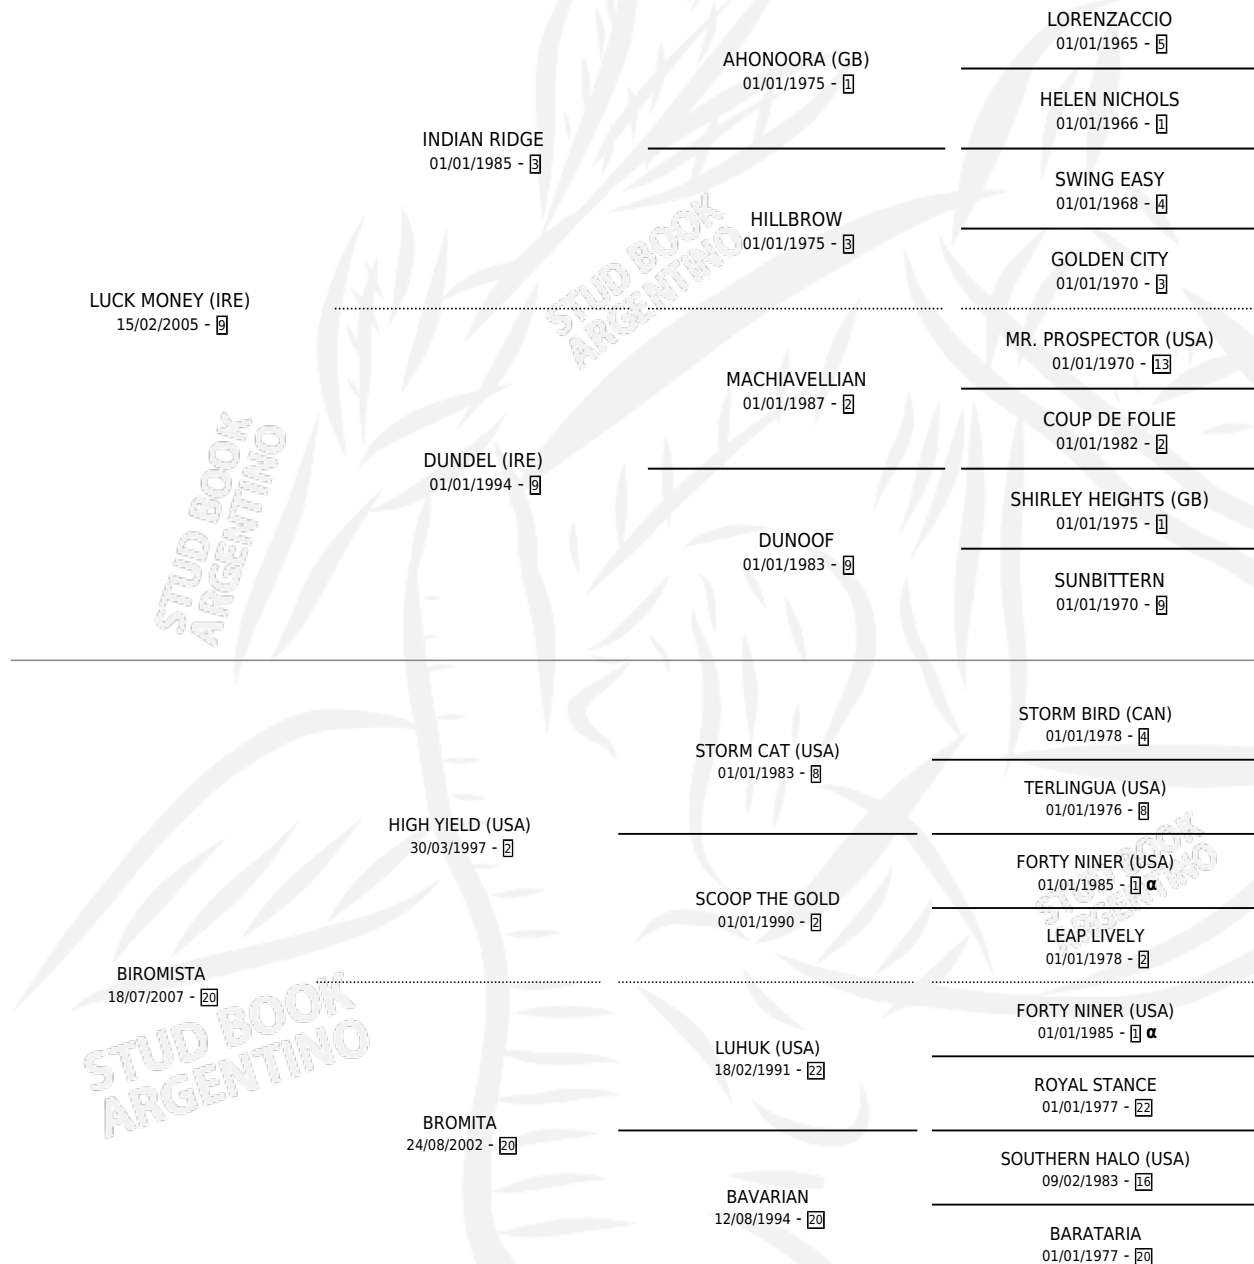 LORENZACCIO
01/01/1965 - 5
AHONOORA (GB)
01/01/1975 - 1
HELEN NICHOLS
01/01/1966 - 1
INDIAN RIDGE
01/01/1985 - 3
SWING EASY
01/01/1968 - 4
HILLBROW
01/01/1975 - 3
GOLDEN CITY
01/01/1970 - 3
LUCK MONEY (IRE)
15/02/2005 - 9
STUD BOOK
ARGENTINO
MR. PROSPECTOR (USA)
01/01/1970 - 13
MACHIAVELLIAN
01/01/1987 - 2
COUP DE FOLIE
01/01/1982 - 2
DUNDEL (IRE)
01/01/1994 - 9
SHIRLEY HEIGHTS (GB)
01/01/1975 - 1
DUNOOF
01/01/1983 - 9
SUNBITTERN
01/01/1970 - 9
STUD BOOK
ARGENTINO
STORM BIRD (CAN)
01/01/1978 - 4
STORM CAT (USA)
01/01/1983 - 8
TERLINGUA (USA)
01/01/1976 - 8
HIGH YIELD (USA)
30/03/1997 - 2
FORTY NINER (USA)
01/01/1985 - 1 α
SCOOP THE GOLD
01/01/1990 - 2
LEAP LIVELY
01/01/1978 - 2
STUD BOOK
ARGENTINO
BIROMISTA
18/07/2007 - 20
FORTY NINER (USA)
01/01/1985 - 1 α
LUHUK (USA)
18/02/1991 - 22
ROYAL STANCE
01/01/1977 - 22
STUD BOOK
ARGENTINO
BROMITA
24/08/2002 - 20
SOUTHERN HALO (USA)
09/02/1983 - 16
BAVARIAN
12/08/1994 - 20
BARATARIA
01/01/1977 - 20